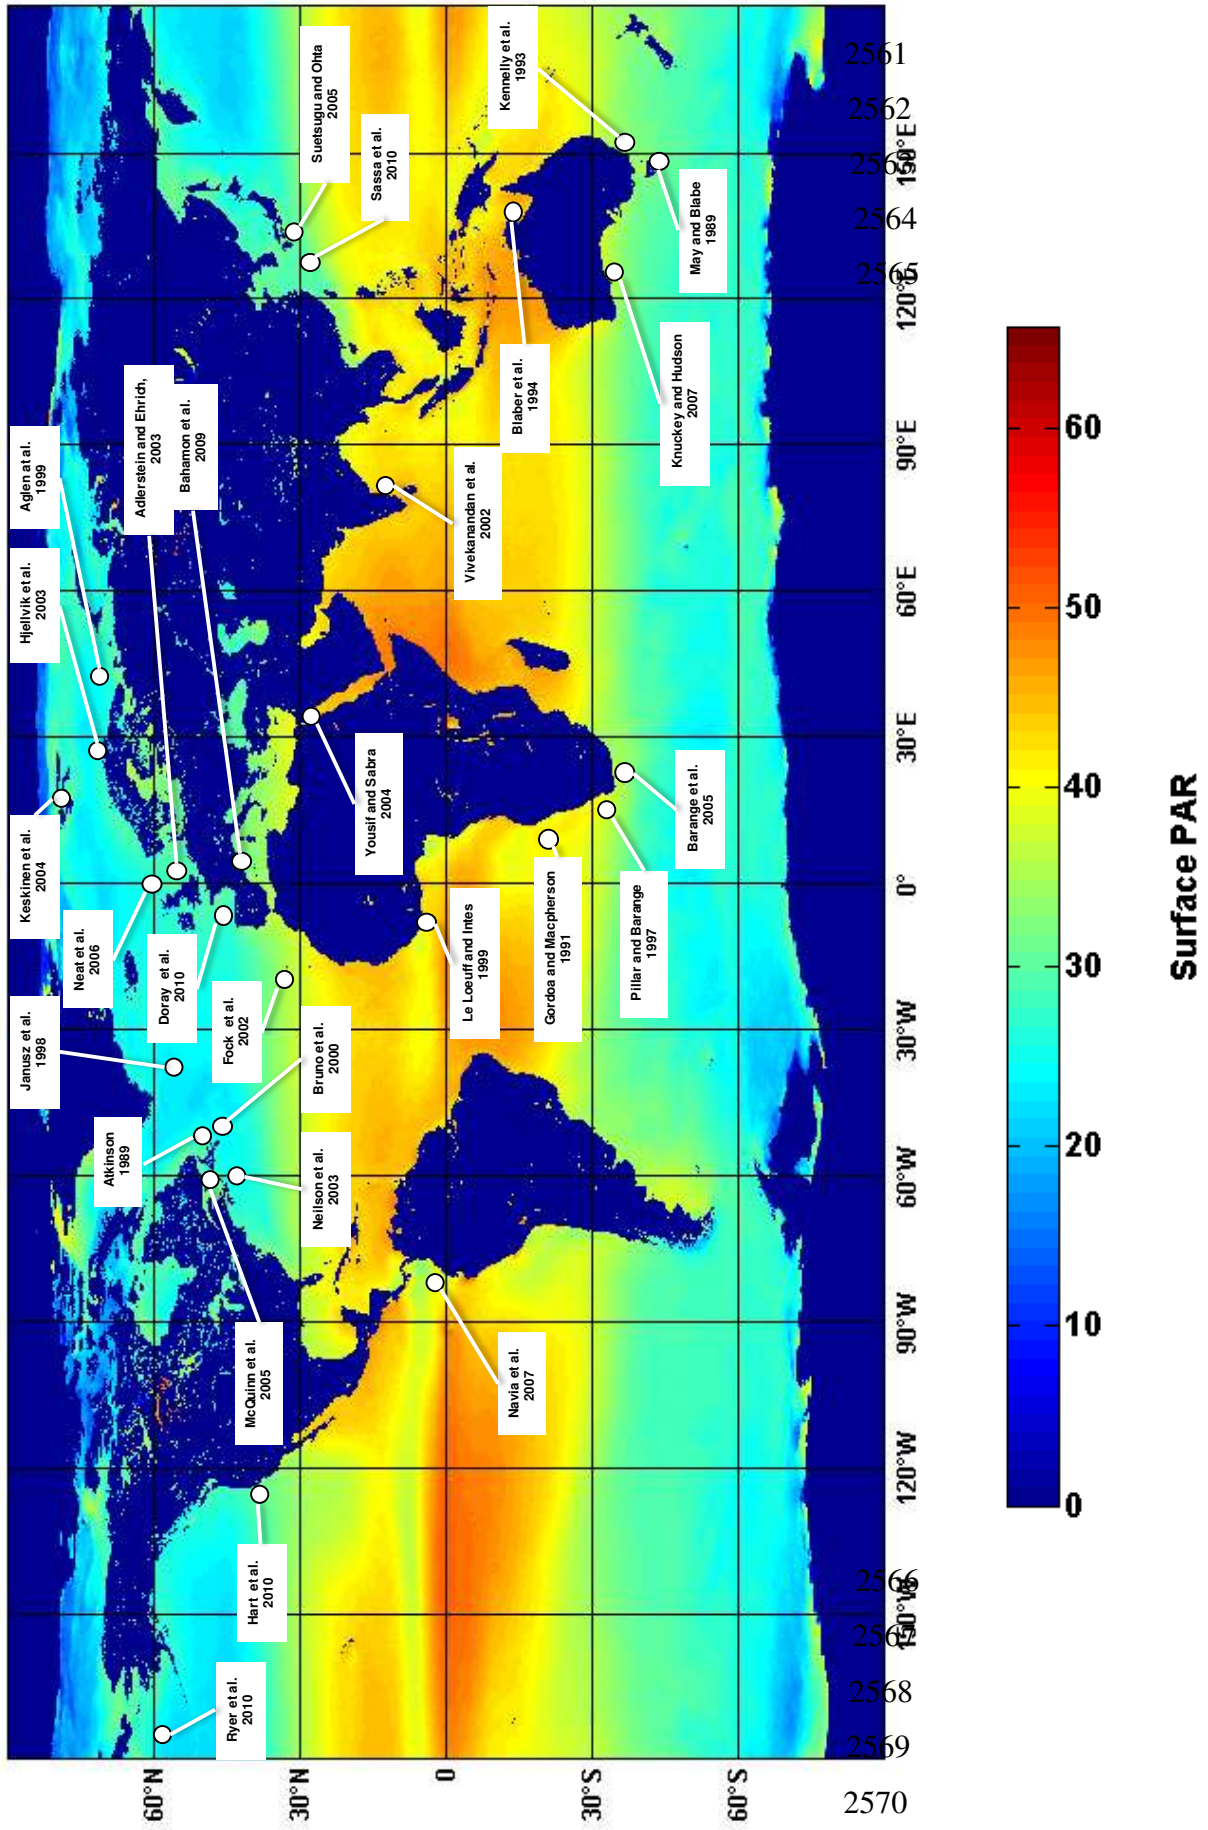 Ryer et al.
2010
Hart et al.
2010
McQuinn et al.
2005
Navia et al.
2007
Atkinson
1989
Neilson et al.
2003
Bruno et al.
2000
Janusz et al.
1998
Fock et al.
2002
Doray et al.
2010
Neat et al.
2006
Keskinen et al.
2004
Hjellvik et al.
2003
Aglen at al.
1999
Adlerstein and Ehrich,
2003
Bahamon et al.
2009
Le Loeuff and Intes
1999
Gordoa and Macpherson
1991
Pillar and Barange
1997
Barange et al.
2005
Yousif and Sabra
2004
Vivekanandan et al.
2002
Blaber et al.
1994
Knuckey and Hudson
2007
May and Blabe
1989
Kennelly et al.
1993
Sassa et al.
2010
Suetsugu and Ohta
2005
60°N
30°N
0
30°S
60°S
150°W
120°W
90°W
60°W
30°W
0°
30°E
60°E
90°E
120°E
150°E
0
10
20
30
40
50
60
Surface PAR
2561
2562
2563
2564
2565
2566
2567
2568
2569
2570